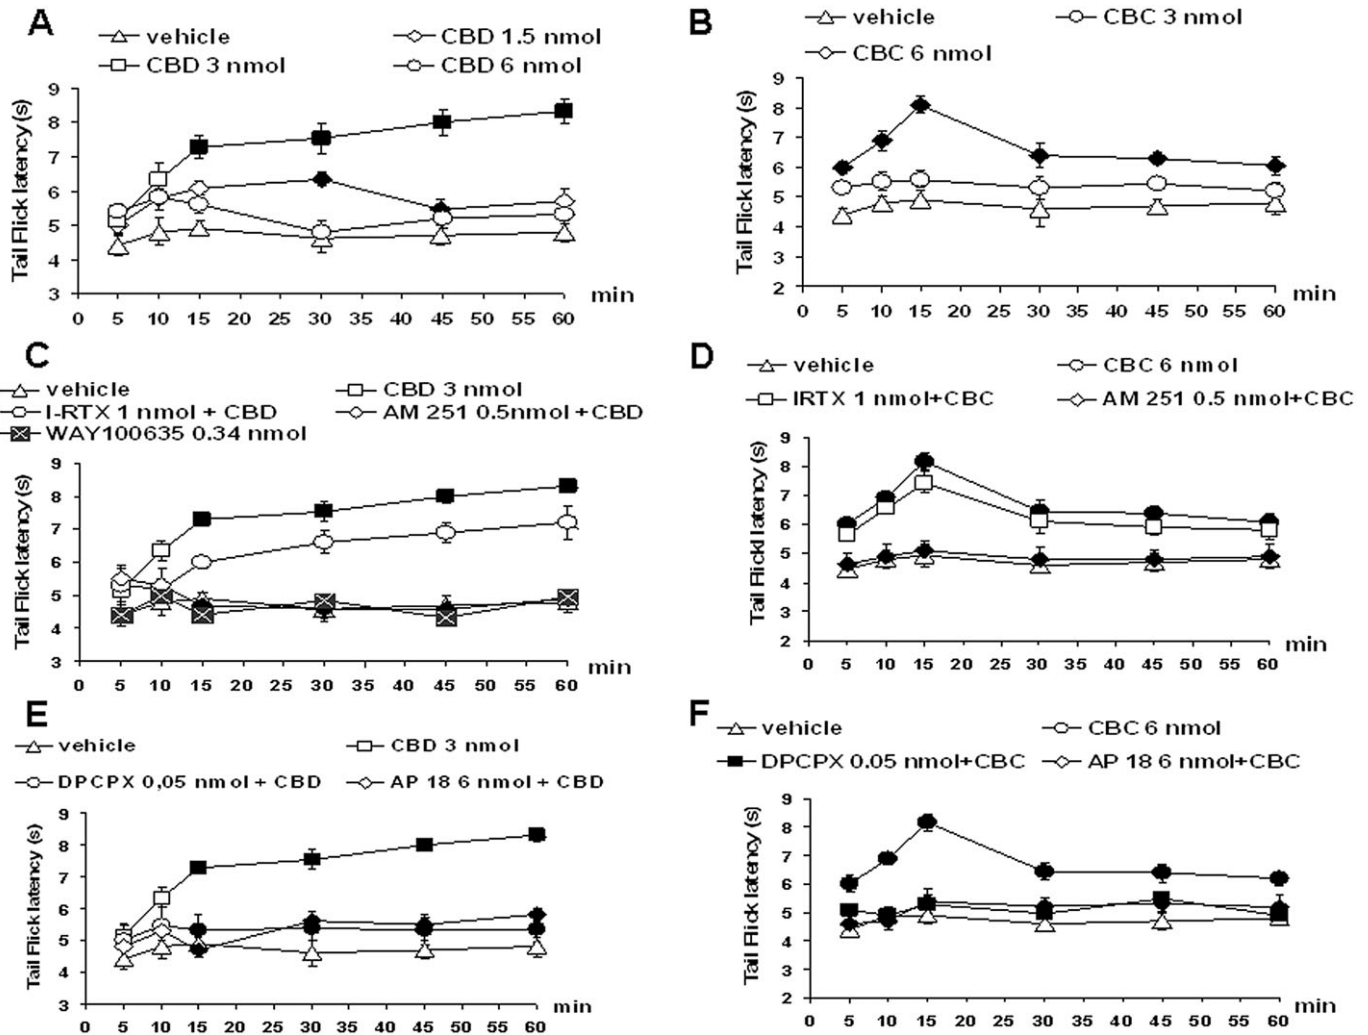 A
vehicle CBD 1.5 nmol
CBD 3 nmol CBD 6 nmol
Tail Flick latency (s)
9
8
7
6
5
4
3
0 5 10 15 20 25 30 35 40 45 50 55 60
min
B
vehicle CBC 3 nmol
CBC 6 nmol
Tail Flick latency (s)
9
8
7
6
5
4
3
2
0 5 10 15 20 25 30 35 40 45 50 55 60
min
C
vehicle CBD 3 nmol
I-RTX 1 nmol + CBD AM 251 0.5nmol +CBD
WAY100635 0.34 nmol
Tail Flick latency (s)
9
8
7
6
5
4
3
0 5 10 15 20 25 30 35 40 45 50 55 60
min
D
vehicle CBC 6 nmol
IRTX 1 nmol+CBC AM 251 0.5 nmol+CBC
Tail Flickl latency (s)
9
8
7
6
5
4
3
2
0 5 10 15 20 25 30 35 40 45 50 55 60
min
E
vehicle CBD 3 nmol
DPCPX 0,05 nmol + CBD AP 18 6 nmol + CBD
Tail Flick latency (s)
9
8
7
6
5
4
3
0 5 10 15 20 25 30 35 40 45 50 55 60
min
F
vehicle CBC 6 nmol
DPCPX 0.05 nmol+CBC AP 18 6 nmol+CBC
Tail Flick latency (s)
9
8
7
6
5
4
3
2
0 5 10 15 20 25 30 35 40 45 50 55 60
min